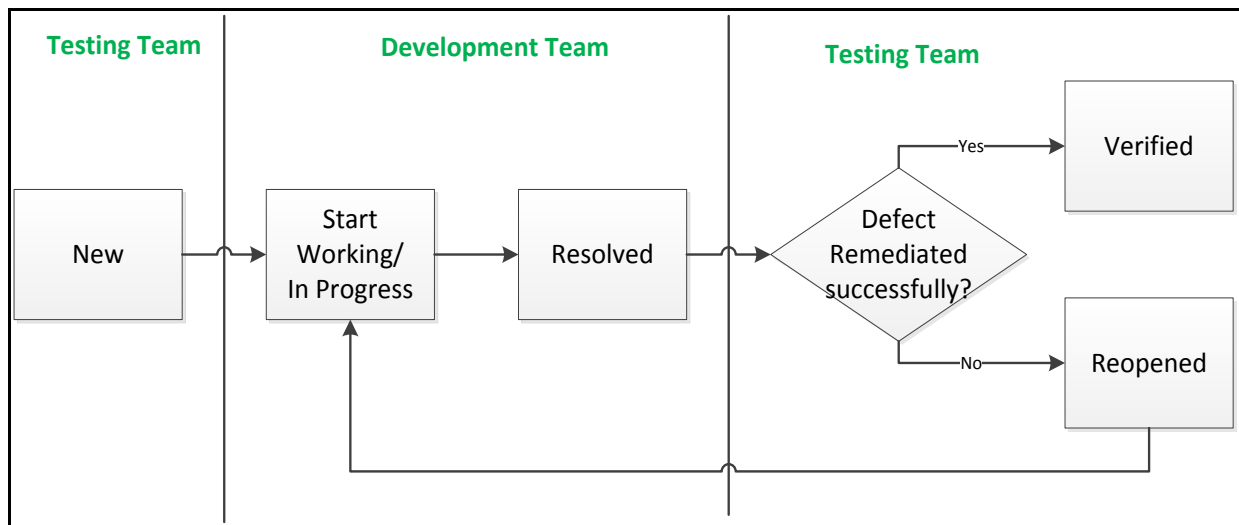 Testing Team
Development Team
Testing Team
New
Start
Working/
In Progress
Resolved
Defect
Remediated
successfully?
Yes
Verified
No
Reopened